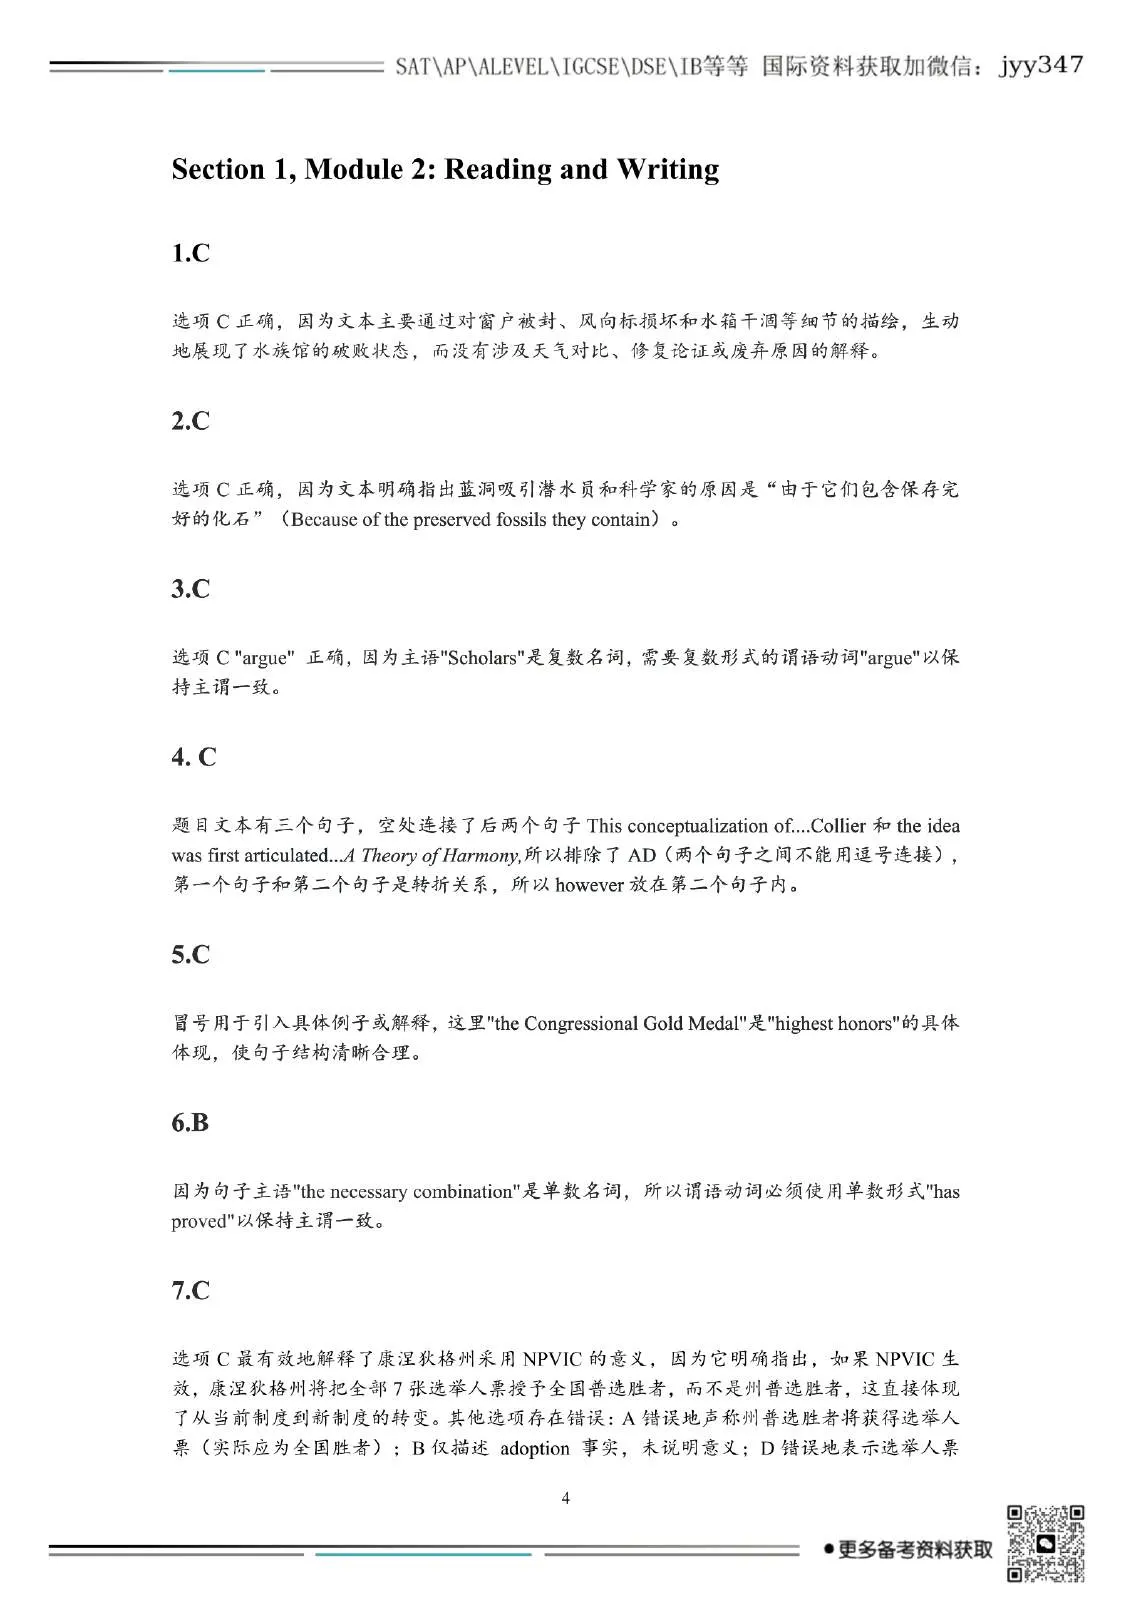 SAT\AP\ALEVEL\IGCSE\DSE\IB等等 国际资料获取加微信：jyy347
Section 1, Module 2: Reading and Writing
1.C
选项 C 正确，因为文本主要通过对窗户被封、风向标损坏和水箱干涸等细节的描绘，生动
地展现了水族馆的破败状态，而没有涉及天气对比、修复论证或废弃原因的解释。
2.C
选项 C 正确，因为文本明确指出蓝洞吸引潜水员和科学家的原因是“由于它们包含保存完
好的化石”（Because of the preserved fossils they contain）。
3.C
选项 C "argue" 正确，因为主语"Scholars"是复数名词，需要复数形式的谓语动词"argue"以保
持主谓一致。
4. C
题目文本有三个句子，空处连接了后两个句子 This conceptualization of....Collier 和 the idea
was first articulated...A Theory of Harmony,所以排除了 AD（两个句子之间不能用逗号连接），
第一个句子和第二个句子是转折关系，所以 however 放在第二个句子内。
5.C
冒号用于引入具体例子或解释，这里"the Congressional Gold Medal"是"highest honors"的具体
体现，使句子结构清晰合理。
6.B
因为句子主语"the necessary combination"是单数名词，所以谓语动词必须使用单数形式"has
proved"以保持主谓一致。
7.C
选项 C 最有效地解释了康涅狄格州采用 NPVIC 的意义，因为它明确指出，如果 NPVIC 生
效，康涅狄格州将把全部 7 张选举人票授予全国普选胜者，而不是州普选胜者，这直接体现
了从当前制度到新制度的转变。其他选项存在错误：A 错误地声称州普选胜者将获得选举人
票（实际应为全国胜者）；B 仅描述 adoption 事实，未说明意义；D 错误地表示选举人票
4
●更多备考资料获取